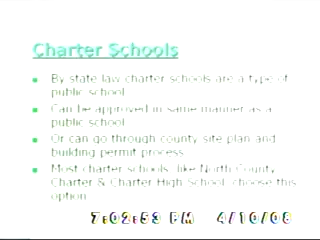 Charter Schools
By state law charter schools are a type of
public school
Can be approved in same manner as a
public school
Or can go through county site plan and
building permit process
Most charter schools, like North County
Charter & Charter High School, choose this
option
7:02:53 PM 4/10/08